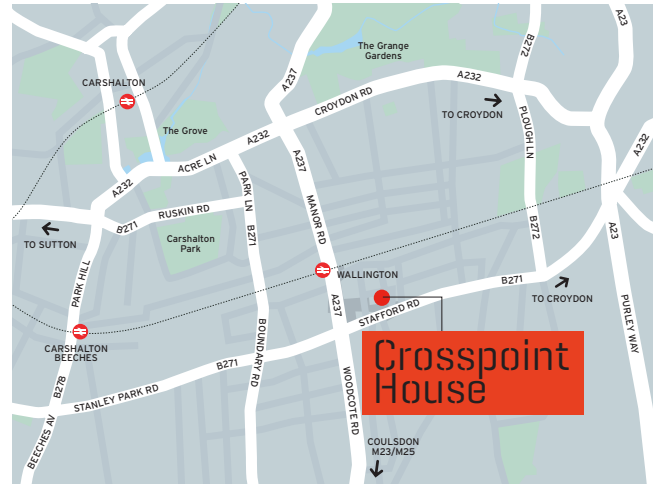 A237
A23
B272
The Grange
Gardens
CARSHALTON
A232
TO CROYDON
CROYDON RD
PLOUGH LN
The Grove
A232
ACRE LN
A237
A232
A232
PARK LN
MANOR RD
RUSKIN RD
B271
TO SUTTON
Carshalton
Park
B271
B272
A23
PARK HILL
WALLINGTON
B271
TO CROYDON
A237
STAFFORD RD
PURLEY WAY
CARSHALTON
BEECHES
Crosspoint
House
BOUNDARY RD
B271
WOODCOTE RD
B278
STANLEY PARK RD
BEECHES AV
COULSDON
M23/M25